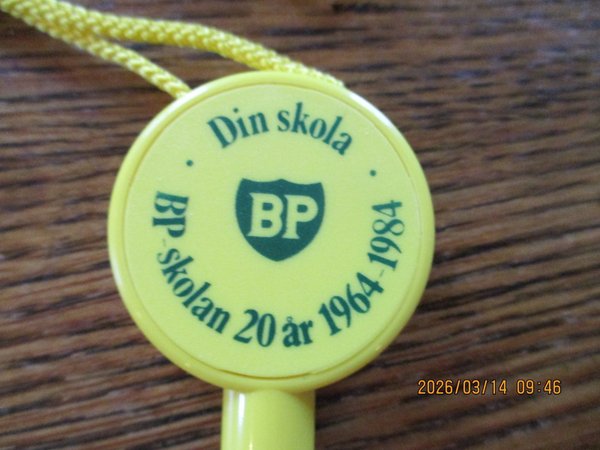 Din skola
BP
BP-skolan 20 år 1964-1984
2026/03/14 09:46